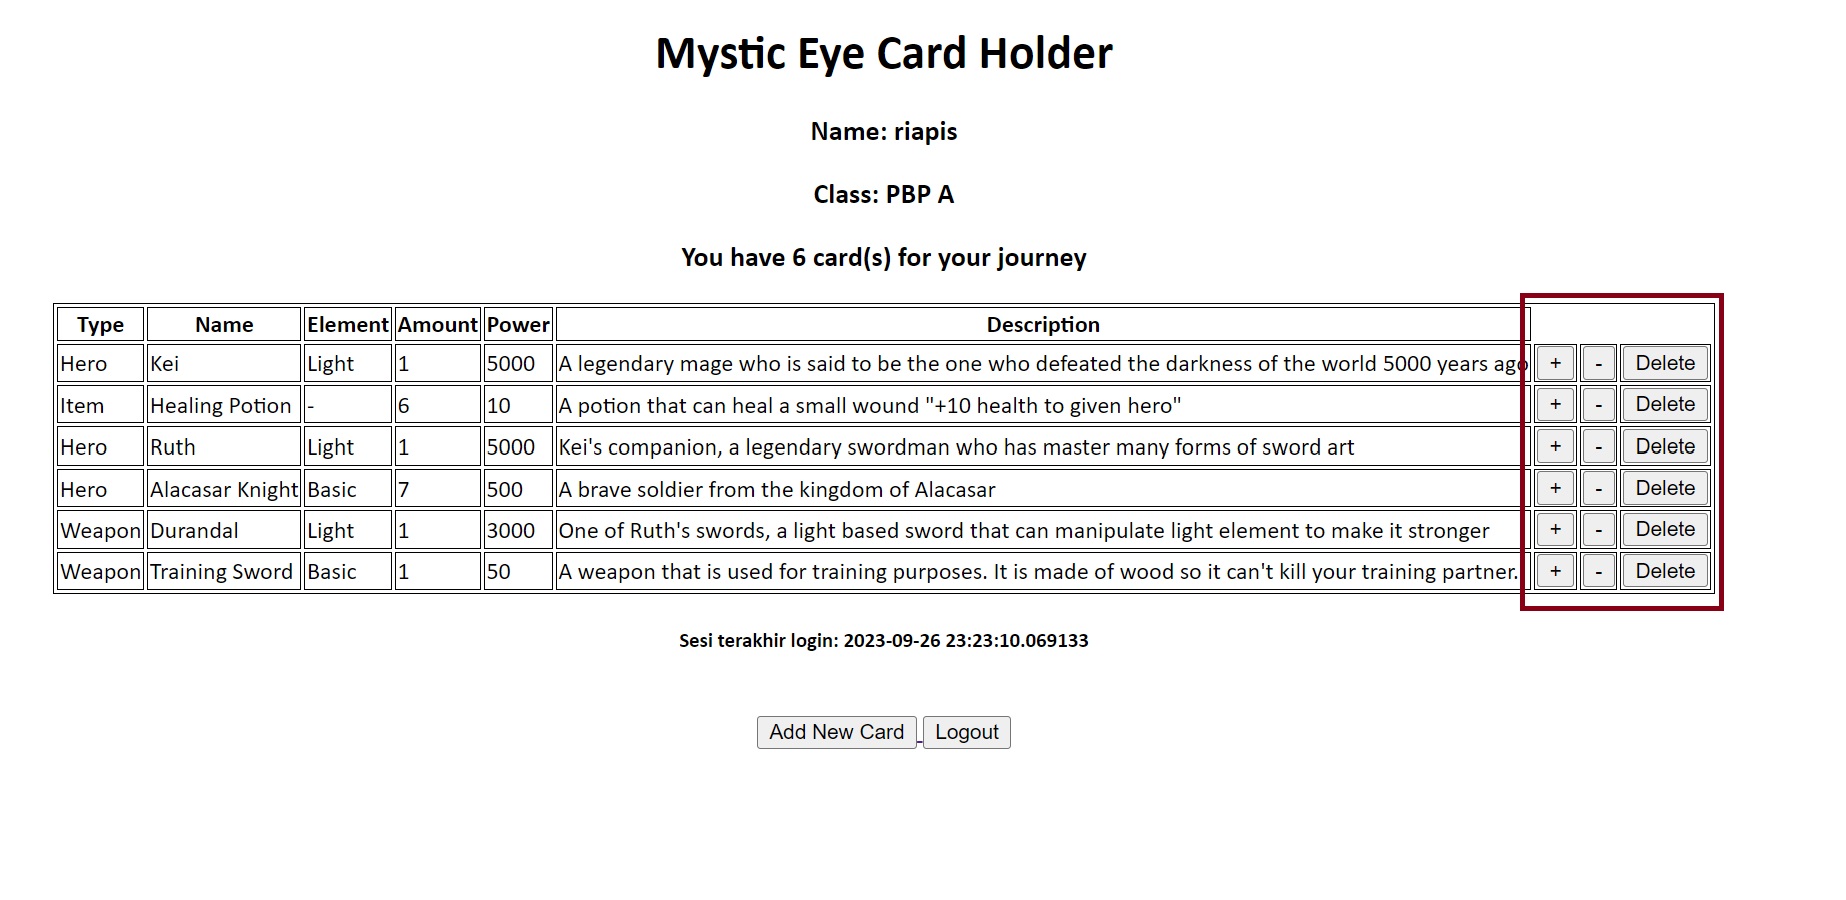 Mystic Eye Card Holder
Name: riapis
Class: PBP A
You have 6 card(s) for your journey
Type Name Element Amount Power Description
Hero Kei Light 1 5000 A legendary mage who is said to be the one who defeated the darkness of the world 5000 years ago + - Delete
Item Healing Potion - 6 10 A potion that can heal a small wound "+10 health to given hero" + - Delete
Hero Ruth Light 1 5000 Kei's companion, a legendary swordman who has master many forms of sword art + - Delete
Hero Alacasar Knight Basic 7 500 A brave soldier from the kingdom of Alacasar + - Delete
Weapon Durandal Light 1 3000 One of Ruth's swords, a light based sword that can manipulate light element to make it stronger + - Delete
Weapon Training Sword Basic 1 50 A weapon that is used for training purposes. It is made of wood so it can't kill your training partner. + - Delete
Sesi terakhir login: 2023-09-26 23:23:10.069133
Add New Card Logout